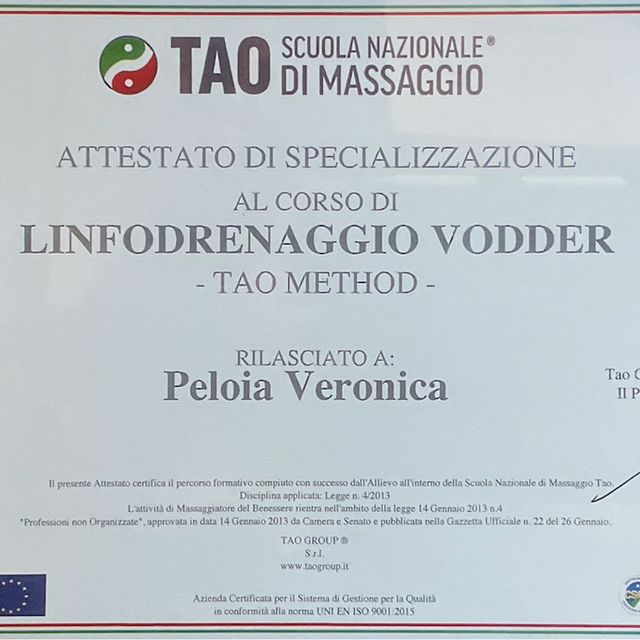 TAO SCUOLA NAZIONALE®
DI MASSAGGIO
ATTESTATO DI SPECIALIZZAZIONE
AL CORSO DI
LINFODRENAGGIO VODDER
- TAO METHOD -
RILASCIATO A:
Peloia Veronica
Tao
Il
Il presente Attestato certifica il percorso formativo compiuto con successo dall'Allievo all'interno della Scuola Nazionale di Massaggio Tao.
Disciplina applicata: Legge n. 4/2013
L'attività di Massaggiatore del Benessere rientra nell'ambito della legge 14 Gennaio 2013 n.4
"Professioni non Organizzate", approvata in data 14 Gennaio 2013 da Camera e Senato e pubblicata nella Gazzetta Ufficiale n. 22 del 26 Gennaio.
TAO GROUP ®
S.r.l.
www.taogroup.it
Azienda Certificata per il Sistema di Gestione per la Qualità
in conformità alla norma UNI EN ISO 9001:2015